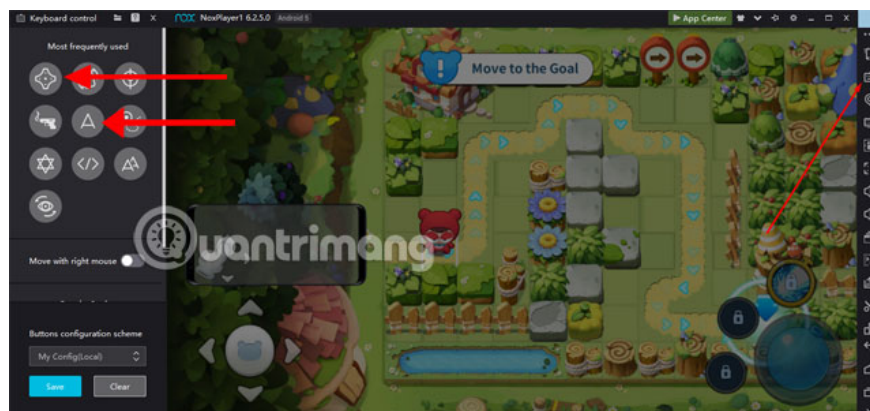 Keyboard control
X
NOX NoxPlayer1 6.2.5.0 Android 5
App Center
Most frequently used
Move to the Goal
A
</>
uantrimang
Move with right mouse
Buttons configuration scheme
My Config(Local)
Save
Clear